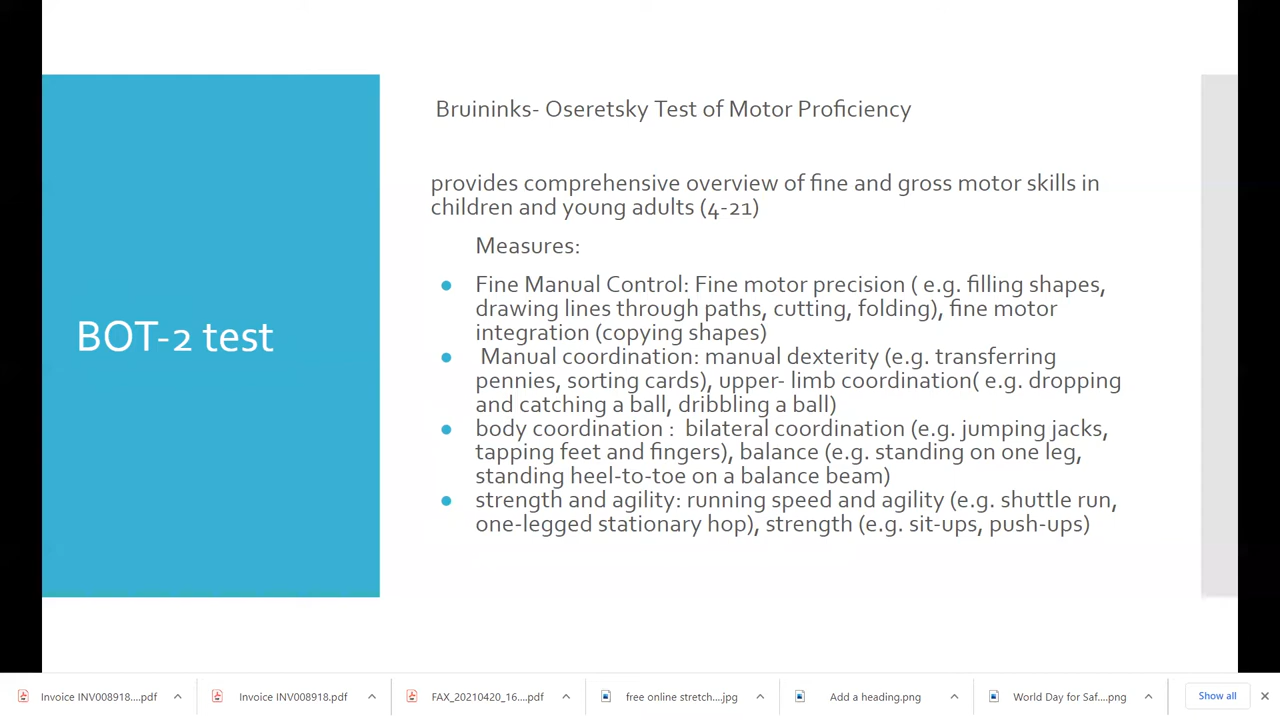 Bruininks- Oseretsky Test of Motor Proficiency
provides comprehensive overview of fine and gross motor skills in
children and young adults (4-21)
Measures:
Fine Manual Control: Fine motor precision ( e.g. filling shapes,
drawing lines through paths, cutting, folding), fine motor
integration (copying shapes)
Manual coordination: manual dexterity (e.g. transferring
pennies, sorting cards), upper- limb coordination( e.g. dropping
and catching a ball, dribbling a ball)
body coordination :  bilateral coordination (e.g. jumping jacks,
tapping feet and fingers), balance (e.g. standing on one leg,
standing heel-to-toe on a balance beam)
strength and agility: running speed and agility (e.g. shuttle run,
one-legged stationary hop), strength (e.g. sit-ups, push-ups)
BOT-2 test
Invoice INV008918....pdf
Invoice INV008918.pdf
FAX_20210420_16....pdf
free online stretch....jpg
Add a heading.png
World Day for Saf....png
Show all